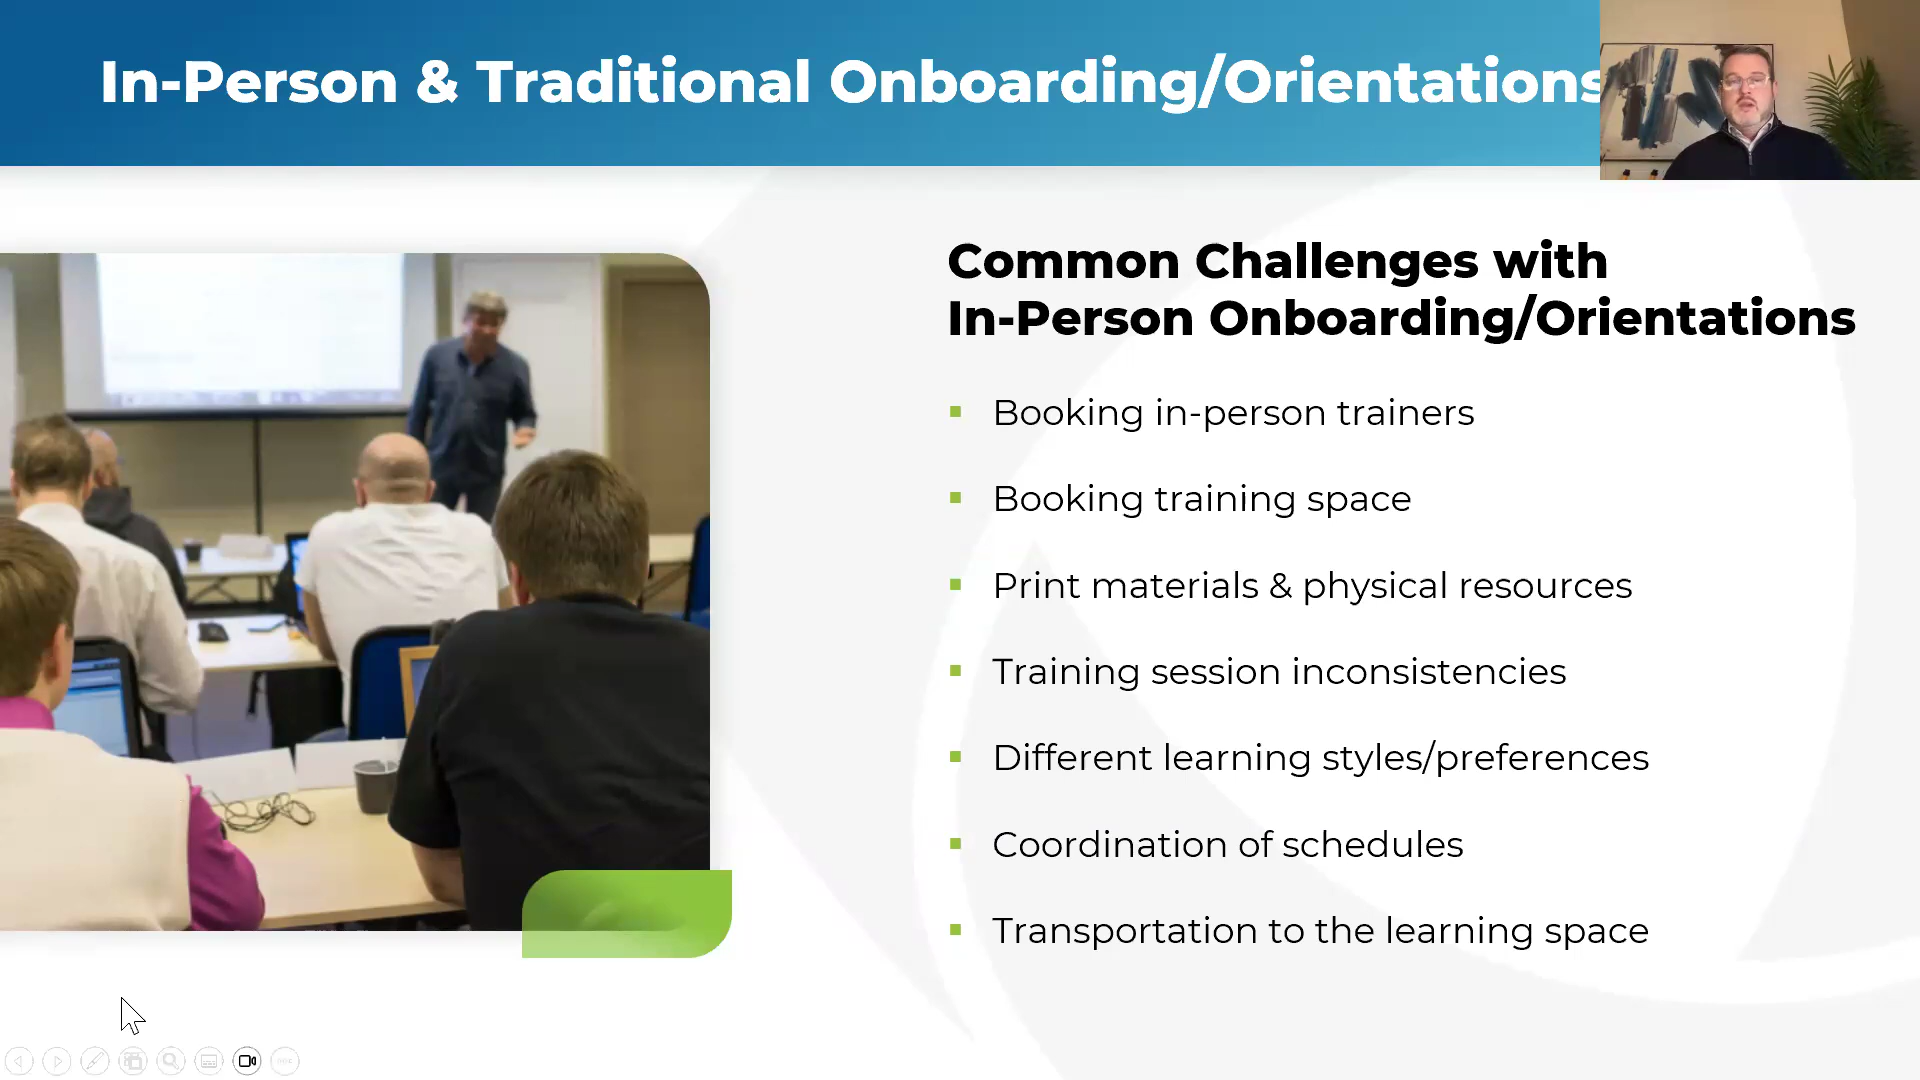 In-Person & Traditional Onboarding/Orientations
Common Challenges with
In-Person Onboarding/Orientations
Booking in-person trainers
Booking training space
Print materials & physical resources
Training session inconsistencies
Different learning styles/preferences
Coordination of schedules
Transportation to the learning space